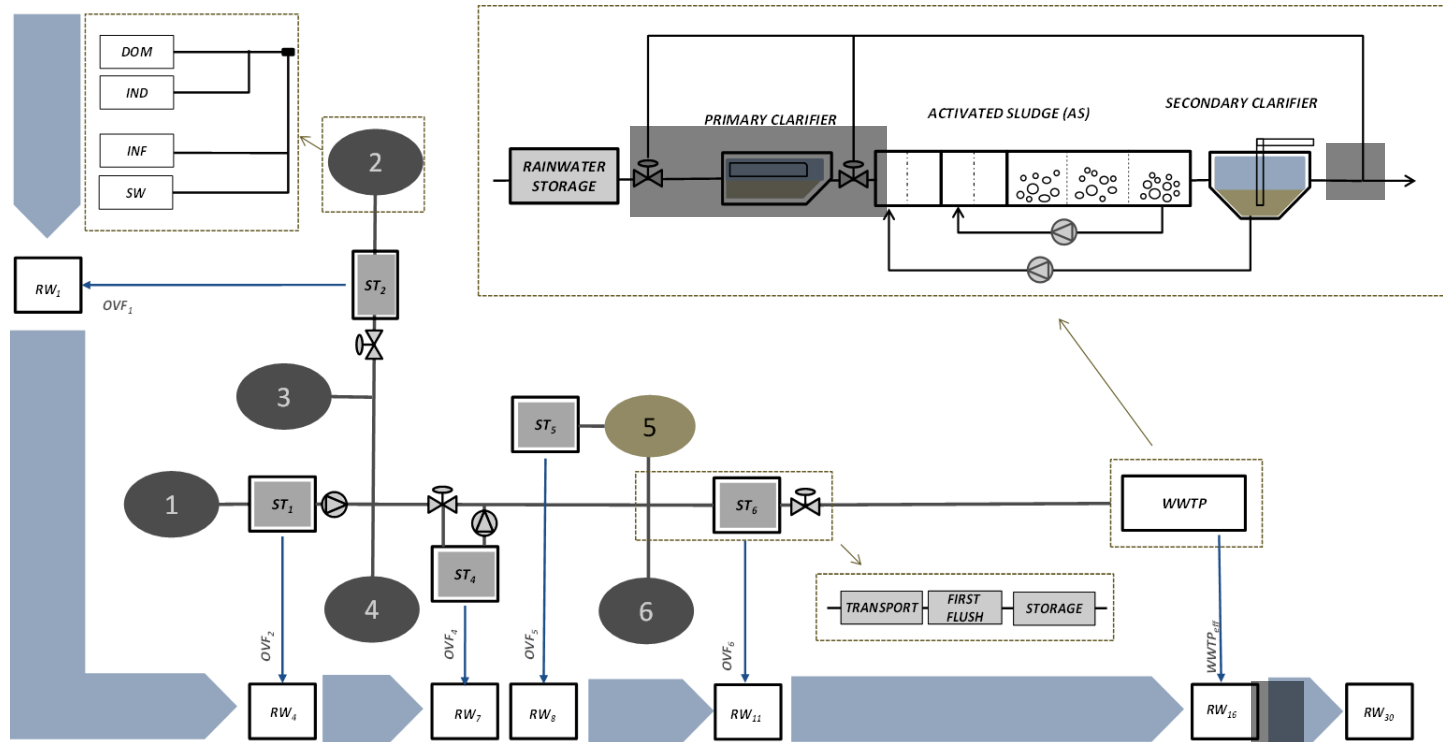 DOM
IND
INF
SW
2
PRIMARY CLARIFIER
ACTIVATED SLUDGE (AS)
SECONDARY CLARIFIER
RAINWATER
STORAGE
RW₁
OVF₁
ST₂
3
ST₅
5
1
ST₁
ST₆
WWTP
ST₄
4
6
TRANSPORT
FIRST
FLUSH
STORAGE
OVF₂
OVF₄
OVF₅
OVF₆
WWTPeff
RW₄
RW₇
RW₈
RW₁₁
RW₁₆
RW₃₀